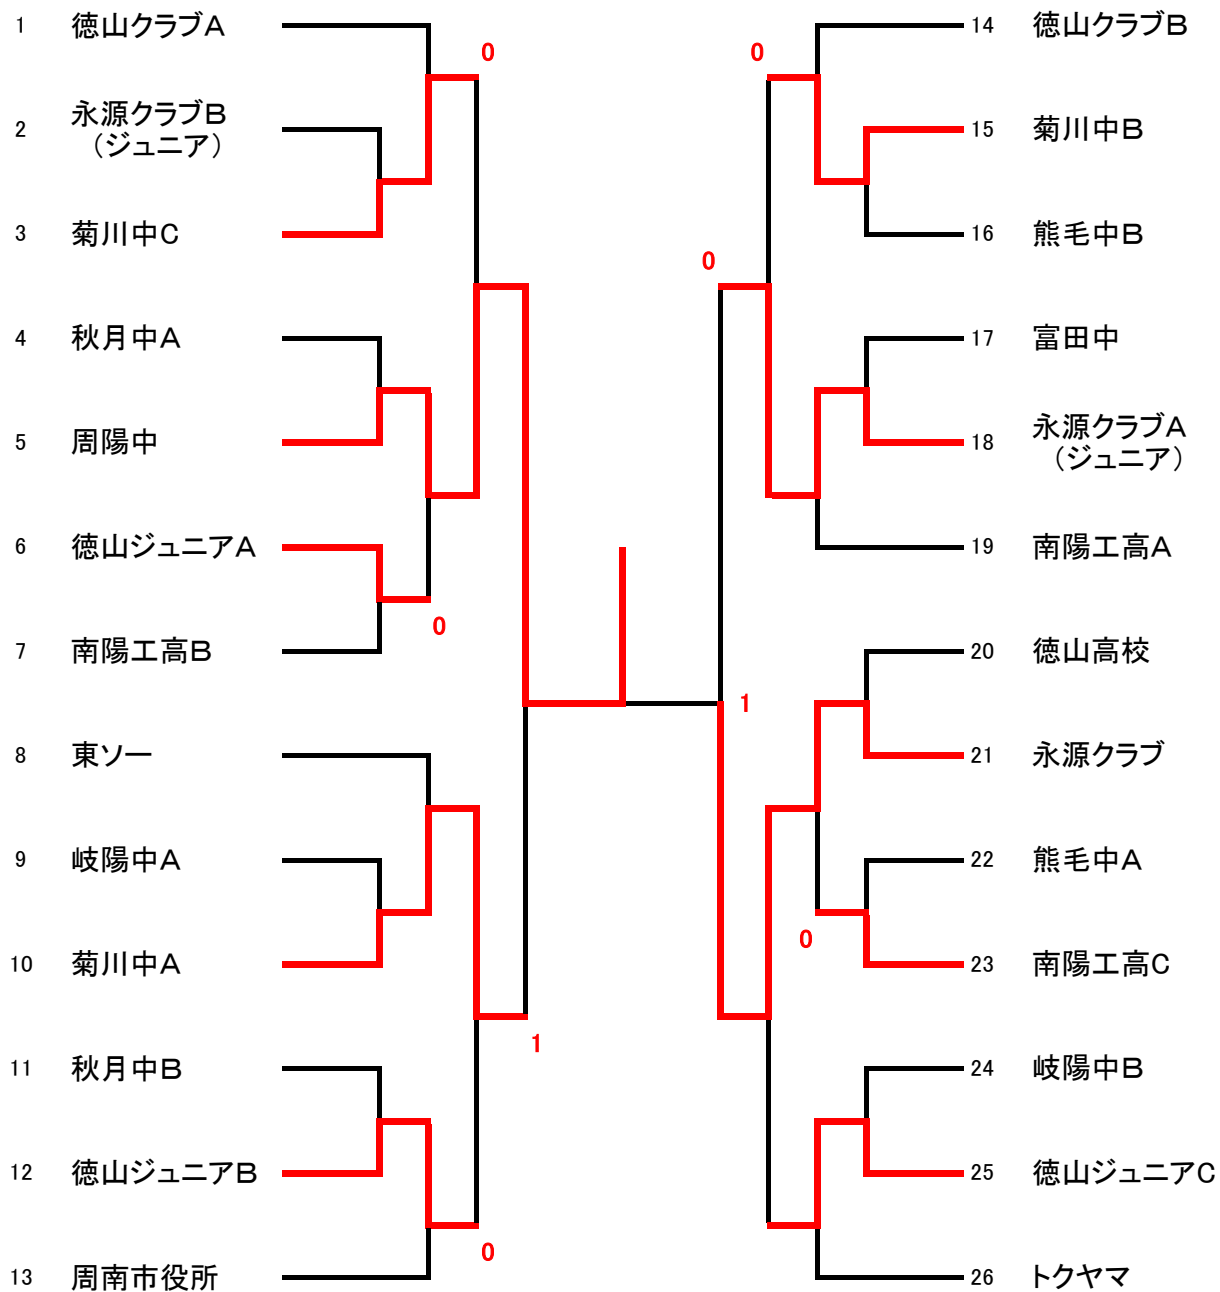 1 徳山クラブA
0
2 永源クラブB
(ジュニア)
3 菊川中C
4 秋月中A
5 周陽中
6 徳山ジュニアA
0
7 南陽工高B
8 東ソー
9 岐陽中A
10 菊川中A
1
11 秋月中B
12 徳山ジュニアB
0
13 周南市役所
14 徳山クラブB
0
15 菊川中B
16 熊毛中B
0
17 富田中
18 永源クラブA
(ジュニア)
19 南陽工高A
20 徳山高校
1
21 永源クラブ
22 熊毛中A
0
23 南陽工高C
24 岐陽中B
25 徳山ジュニアC
26 トクヤマ